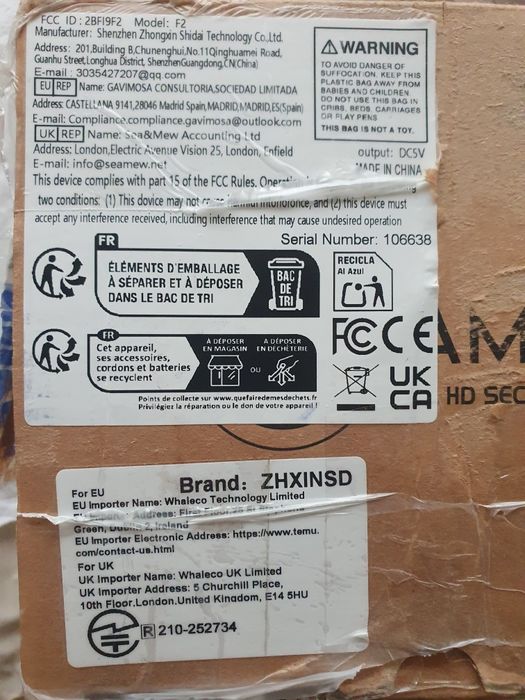 FCC ID : 2BFI9F2 Model: F2
Manufacturer: Shenzhen Zhongxin Shidai Technology Co.,Ltd.
Address: 201,Building B,Chunenghui,No.11Qinghuamei Road,
Guanhu Street,Longhua District, ShenzhenGuangdong,CN(China)
E-mail : 3035427207@qq.com
EU REP Name: GAVIMOSA CONSULTORIA,SOCIEDAD LIMITADA
Address: CASTELLANA 9141,28046 Madrid Spain,MADRID,MADRID,ES(Spain)
E-mail: Compliance.compliance.gavimosa@outlook.com
UK REP Name: Sea&Mew Accounting Ltd
Address: London,Electric Avenue Vision 25, London, Enfield
E-mail: info@seamew.net
WARNING
TO AVOID DANGER OF
SUFFOCATION, KEEP THIS
PLASTIC BAG AWAY FROM
BABIES AND CHILDREN
DO NOT USE THIS BAG IN
CRIBS, BEDS, CARRIAGES
OR PLAY PENS
THIS BAG IS NOT A TOY.
output: DC5V
MADE IN CHINA
This device complies with part 15 of the FCC Rules.
two conditions: (1) This device may not and (2) this device must
accept any interference received, including interference that may cause undesired operation
Serial Number: 106638
FR
ÉLÉMENTS D'EMBALLAGE
À SÉPARER ET À DÉPOSER
DANS LE BAC DE TRI
BAC
DE
TRI
RECICLA
Al Azul
FR
Cet appareil,
ses accessoires,
cordons et batteries
se recyclent
À DÉPOSER
EN MAGASIN
OU
À DÉPOSER
EN DÉCHÈTERIE
Points de collecte sur www.quefairedemesdechets.fr
Privilégiez la réparation ou le don de votre appareil !
FC CE
UK
CA
AM
HD SEC
Brand: ZHXINSD
For EU
EU Importer Name: Whaleco Technology Limited
EU Importer Address: First Floor,
Green, Dublin 2, Ireland
EU Importer Electronic Address: https://www.temu.
com/contact-us.html
For UK
UK Importer Name: Whaleco UK Limited
UK Importer Address: 5 Churchill Place,
10th Floor.London.United Kingdom, E14 5HU
R 210-252734